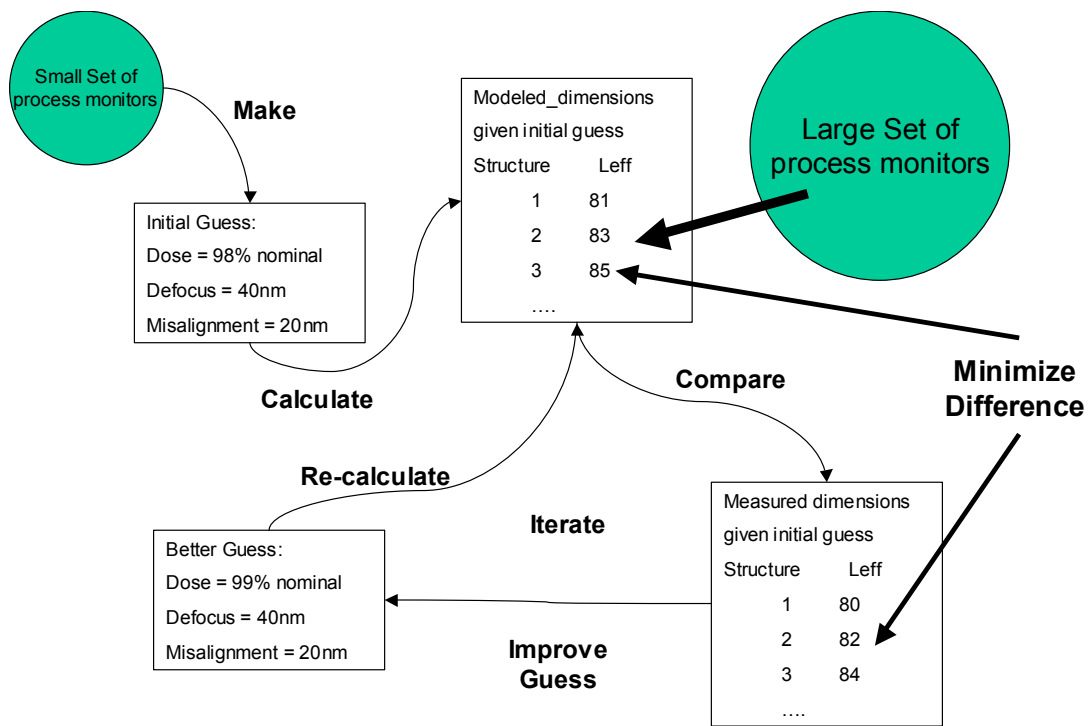 Small Set of
process monitors
Make
Initial Guess:
Dose = 98% nominal
Defocus = 40nm
Misalignment = 20nm
Calculate
Modeled_dimensions
given initial guess
Structure Leff
1 81
2 83
3 85
....
Large Set of
process monitors
Compare
Minimize
Difference
Re-calculate
Iterate
Measured dimensions
given initial guess
Structure Leff
1 80
2 82
3 84
....
Improve
Guess
Better Guess:
Dose = 99% nominal
Defocus = 40nm
Misalignment = 20nm